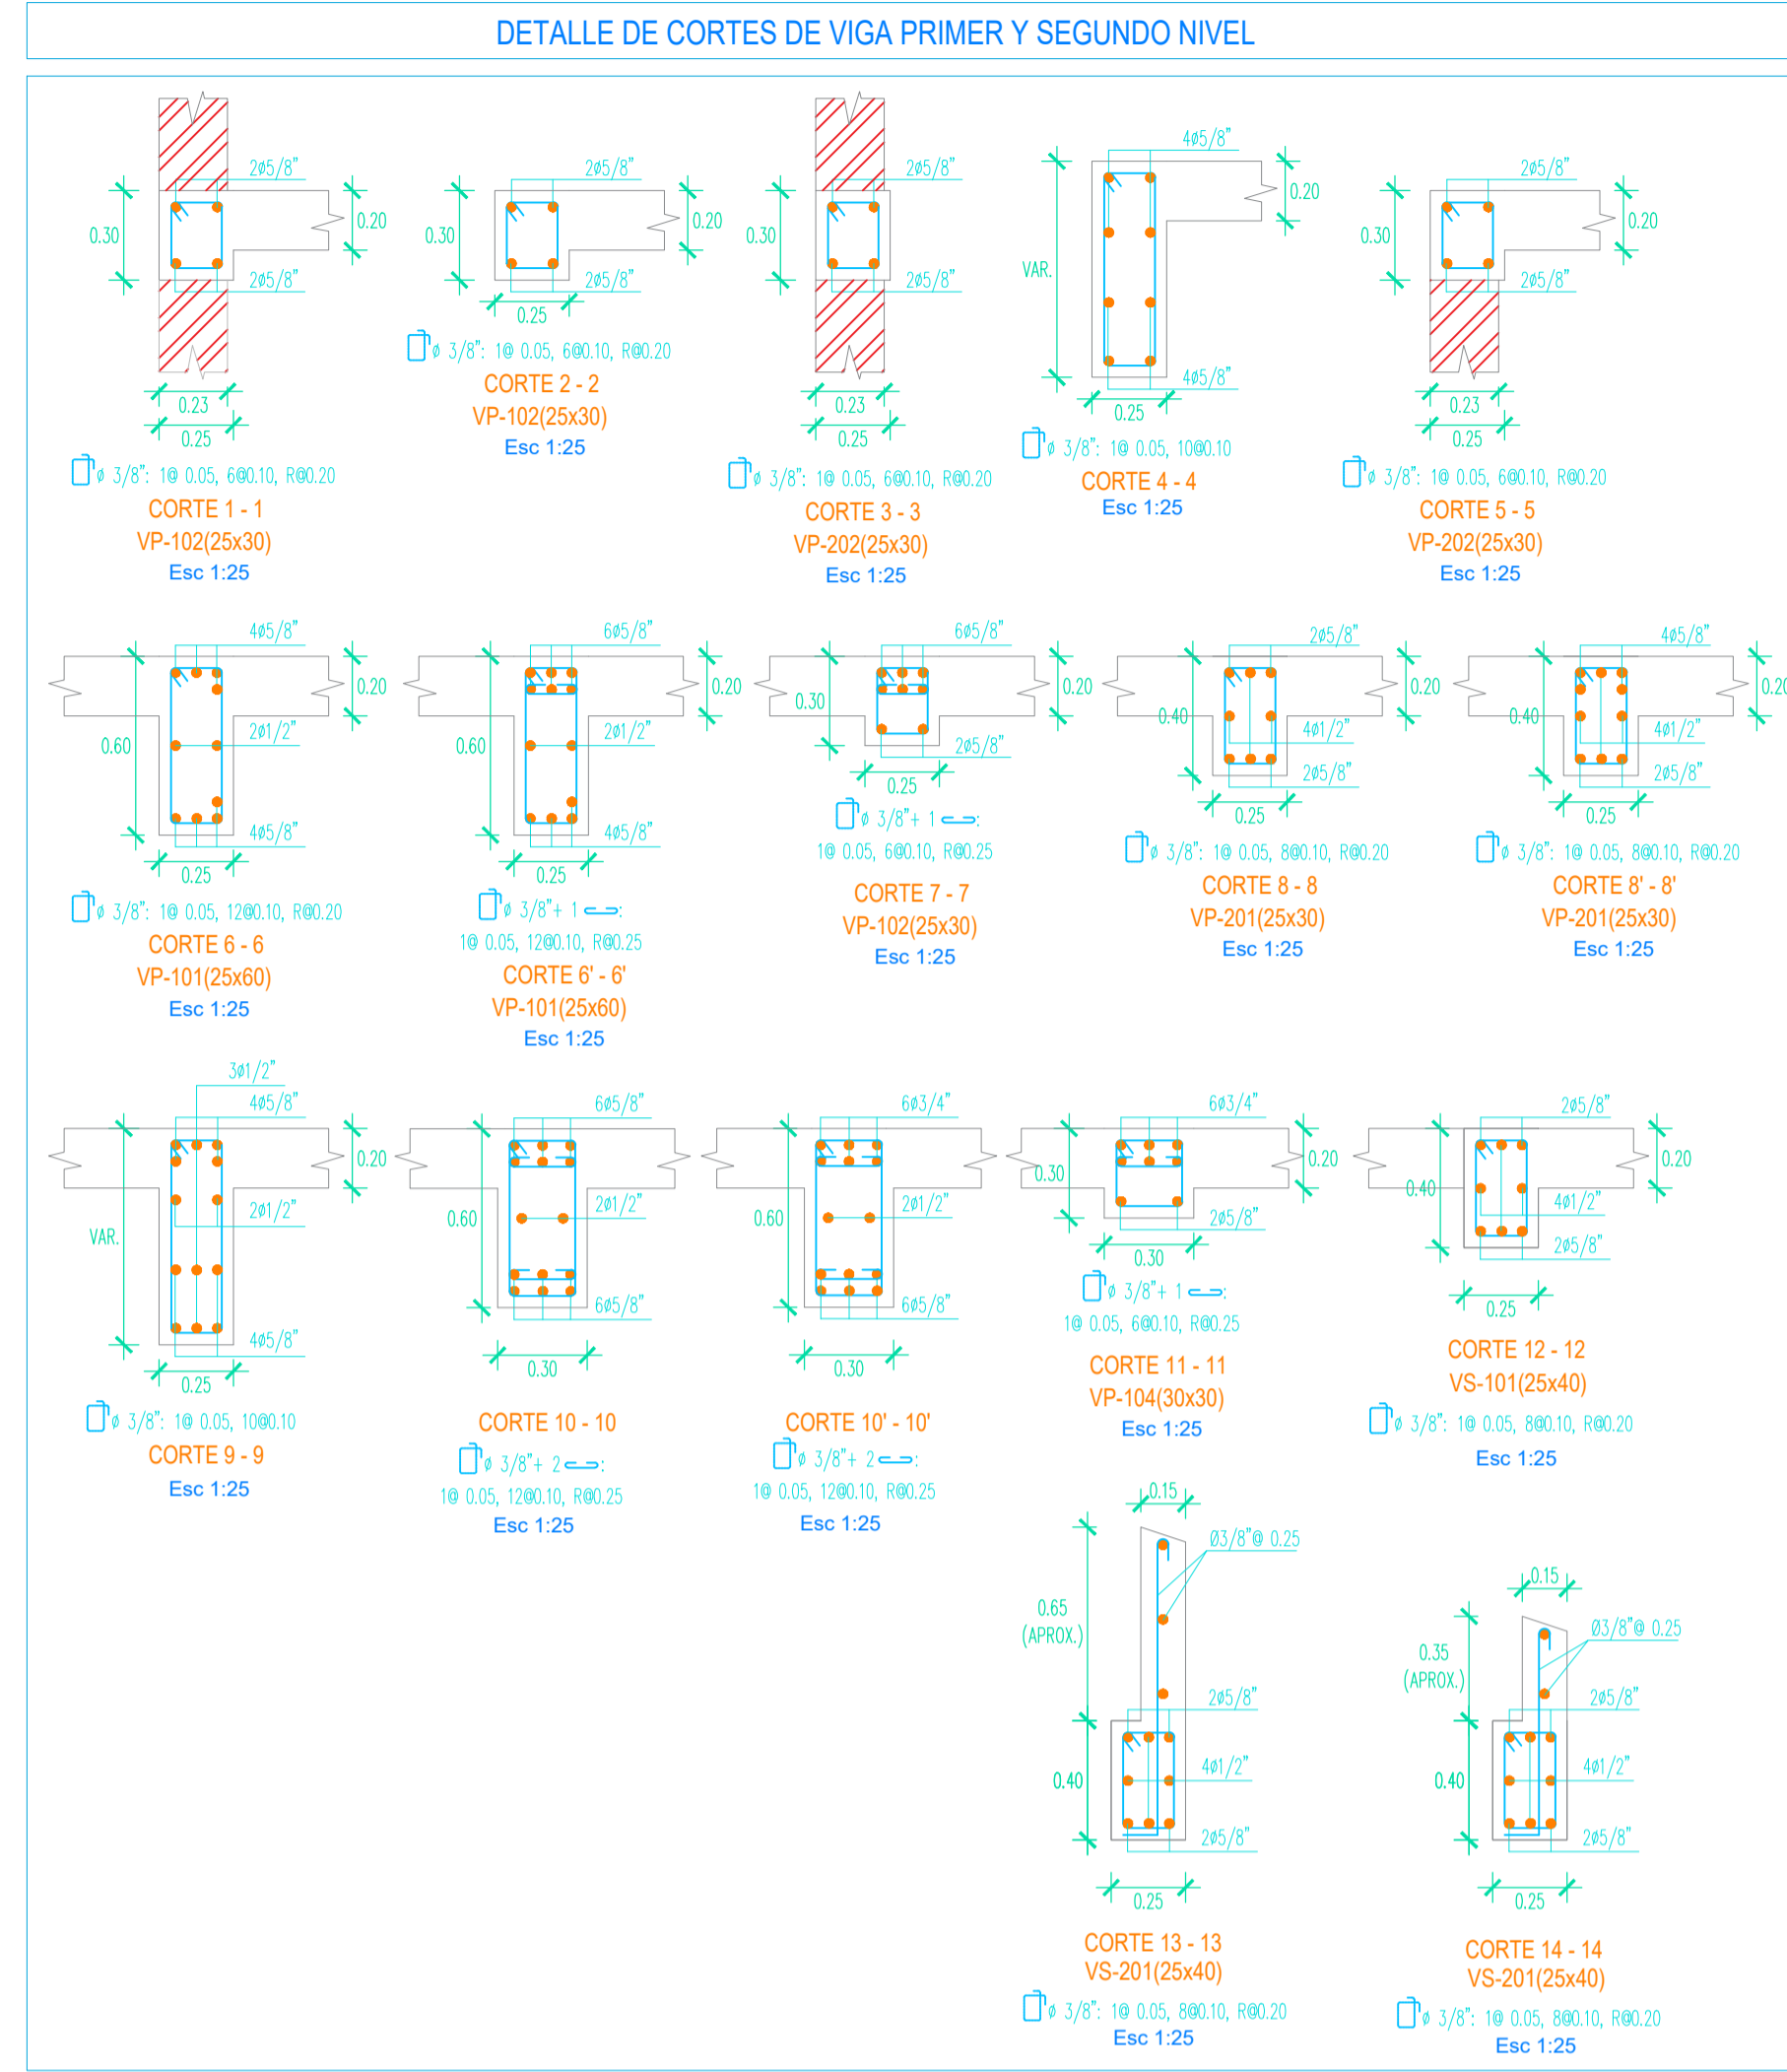 DETALLE DE CORTES DE VIGA PRIMER Y SEGUNDO NIVEL
2ø5/8"
0.30
0.20
2ø5/8"
0.23
0.25
ø 3/8": 1@ 0.05, 6@0.10, R@0.20
CORTE 1 - 1
VP-102(25x30)
Esc 1:25
2ø5/8"
0.30
0.20
2ø5/8"
0.25
ø 3/8": 1@ 0.05, 6@0.10, R@0.20
CORTE 2 - 2
VP-102(25x30)
Esc 1:25
2ø5/8"
0.30
0.20
2ø5/8"
0.23
0.25
ø 3/8": 1@ 0.05, 6@0.10, R@0.20
CORTE 3 - 3
VP-202(25x30)
Esc 1:25
4ø5/8"
0.20
VAR.
4ø5/8"
0.25
ø 3/8": 1@ 0.05, 10@0.10
CORTE 4 - 4
Esc 1:25
2ø5/8"
0.30
0.20
2ø5/8"
0.23
0.25
ø 3/8": 1@ 0.05, 6@0.10, R@0.20
CORTE 5 - 5
VP-202(25x30)
Esc 1:25
4ø5/8"
0.20
0.60
2ø1/2"
4ø5/8"
0.25
ø 3/8": 1@ 0.05, 12@0.10, R@0.20
CORTE 6 - 6
VP-101(25x60)
Esc 1:25
6ø5/8"
0.20
0.60
2ø1/2"
4ø5/8"
0.25
ø 3/8"+ 1 :
1@ 0.05, 12@0.10, R@0.25
CORTE 6' - 6'
VP-101(25x60)
Esc 1:25
6ø5/8"
0.30
0.20
2ø5/8"
0.25
ø 3/8"+ 1 :
1@ 0.05, 6@0.10, R@0.25
CORTE 7 - 7
VP-102(25x30)
Esc 1:25
2ø5/8"
0.20
0.40
4ø1/2"
2ø5/8"
0.25
ø 3/8": 1@ 0.05, 8@0.10, R@0.20
CORTE 8 - 8
VP-201(25x30)
Esc 1:25
4ø5/8"
0.20
0.40
4ø1/2"
2ø5/8"
0.25
ø 3/8": 1@ 0.05, 8@0.10, R@0.20
CORTE 8' - 8'
VP-201(25x30)
Esc 1:25
3ø1/2"
4ø5/8"
0.20
2ø1/2"
VAR.
4ø5/8"
0.25
ø 3/8": 1@ 0.05, 10@0.10
CORTE 9 - 9
Esc 1:25
6ø5/8"
0.60
2ø1/2"
6ø5/8"
0.30
CORTE 10 - 10
ø 3/8"+ 2 :
1@ 0.05, 12@0.10, R@0.25
Esc 1:25
6ø3/4"
0.60
2ø1/2"
6ø5/8"
0.30
CORTE 10' - 10'
ø 3/8"+ 2 :
1@ 0.05, 12@0.10, R@0.25
Esc 1:25
6ø3/4"
0.30
0.20
2ø5/8"
0.30
ø 3/8"+ 1 :
1@ 0.05, 6@0.10, R@0.25
CORTE 11 - 11
VP-104(30x30)
Esc 1:25
2ø5/8"
0.20
0.40
4ø1/2"
2ø5/8"
0.25
CORTE 12 - 12
VS-101(25x40)
ø 3/8": 1@ 0.05, 8@0.10, R@0.20
Esc 1:25
0.15
Ø3/8"@ 0.25
0.65
(APROX.)
2ø5/8"
0.40
4ø1/2"
2ø5/8"
0.25
CORTE 13 - 13
VS-201(25x40)
ø 3/8": 1@ 0.05, 8@0.10, R@0.20
Esc 1:25
0.15
Ø3/8"@ 0.25
0.35
(APROX.)
2ø5/8"
0.40
4ø1/2"
2ø5/8"
0.25
CORTE 14 - 14
VS-201(25x40)
ø 3/8": 1@ 0.05, 8@0.10, R@0.20
Esc 1:25